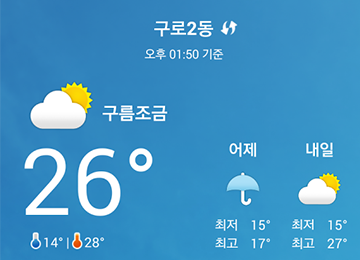 구로2동
오후 01:50 기준
구름조금
26°
14° | 28°
어제 내일
최저 15° 최저 15°
최고 17° 최고 27°